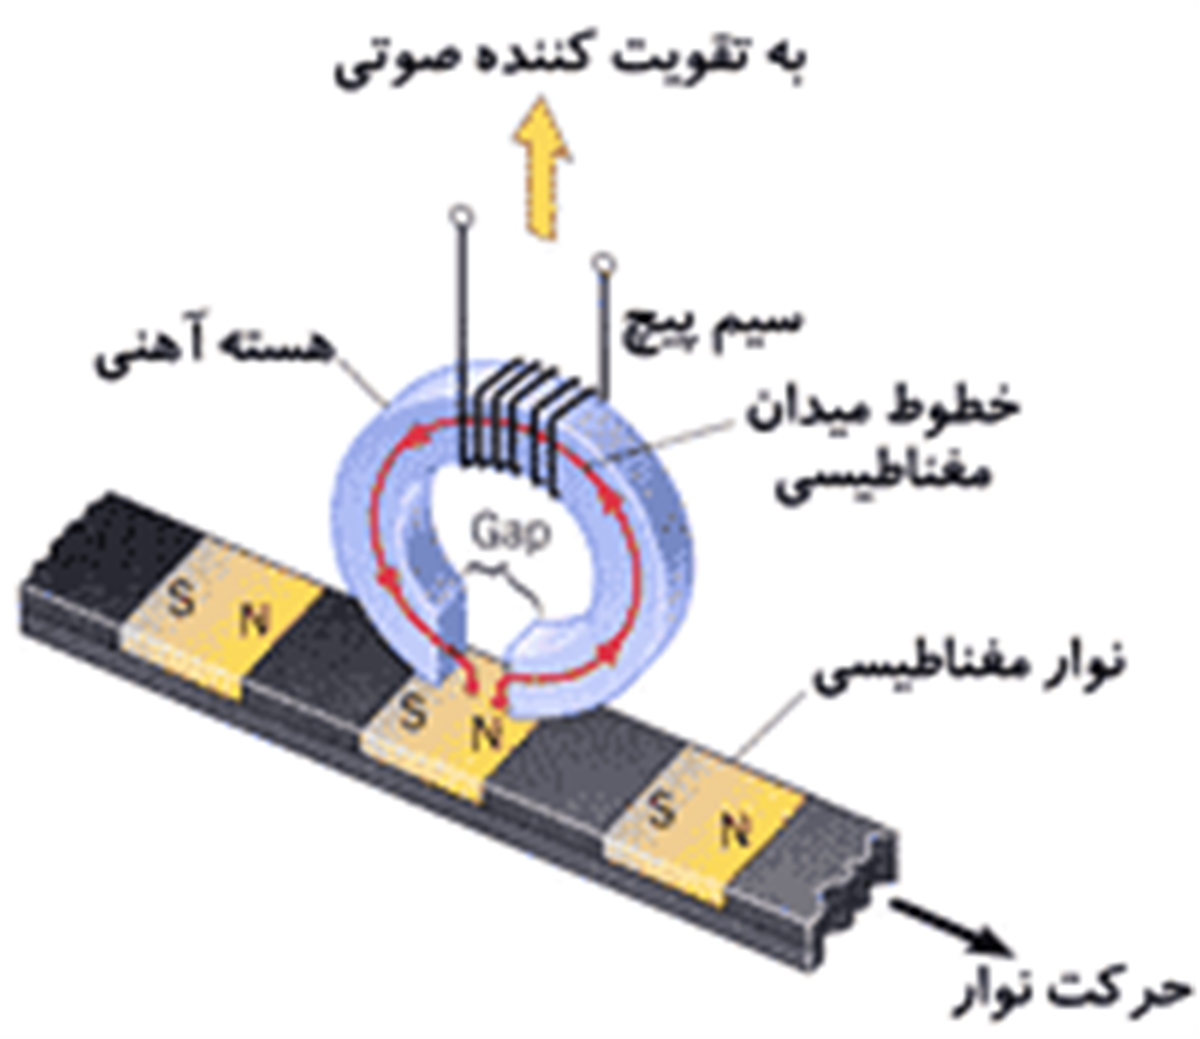 به تقویت کننده صوتی
سیم پیچ
هسته آهنی
خطوط میدان
مغناطیسی
Gap
S N
نوار مغناطیسی
S N
S N
حرکت نوار